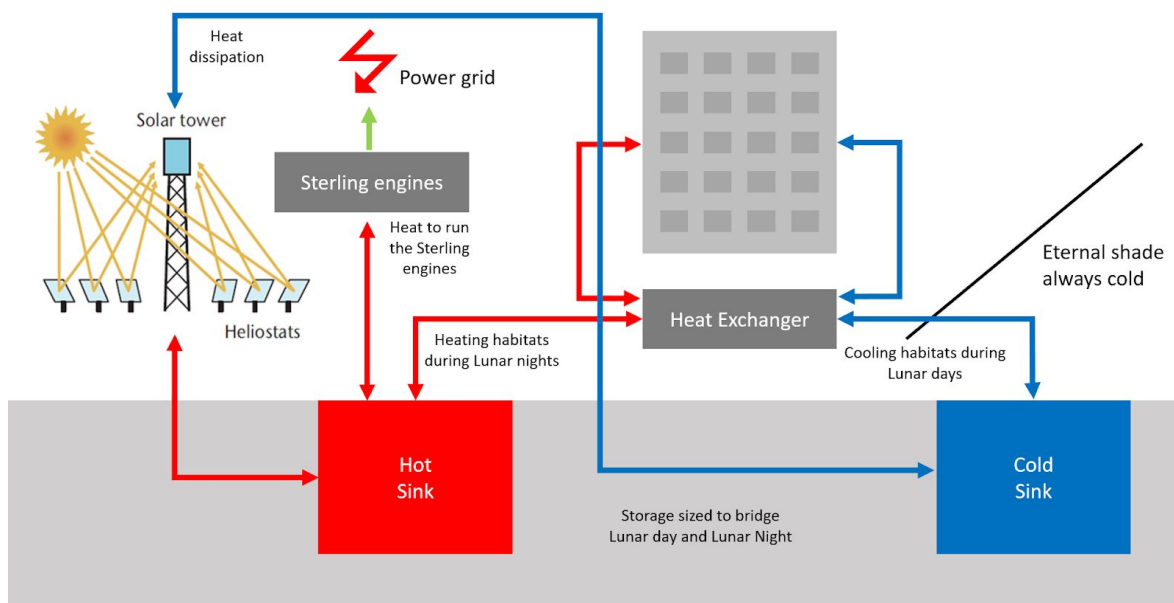 Heat
dissipation
Power grid
Solar tower
Sterling engines
Heat to run
the Sterling
engines
Eternal shade
always cold
Heliostats
Heat Exchanger
Heating habitats
during Lunar nights
Cooling habitats during
Lunar days
Hot
Sink
Cold
Sink
Storage sized to bridge
Lunar day and Lunar Night